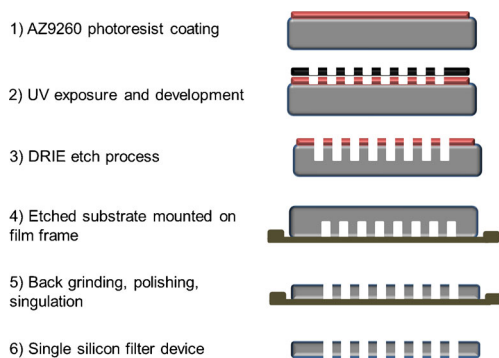 1) AZ9260 photoresist coating
2) UV exposure and development
3) DRIE etch process
4) Etched substrate mounted on
film frame
5) Back grinding, polishing,
singulation
6) Single silicon filter device